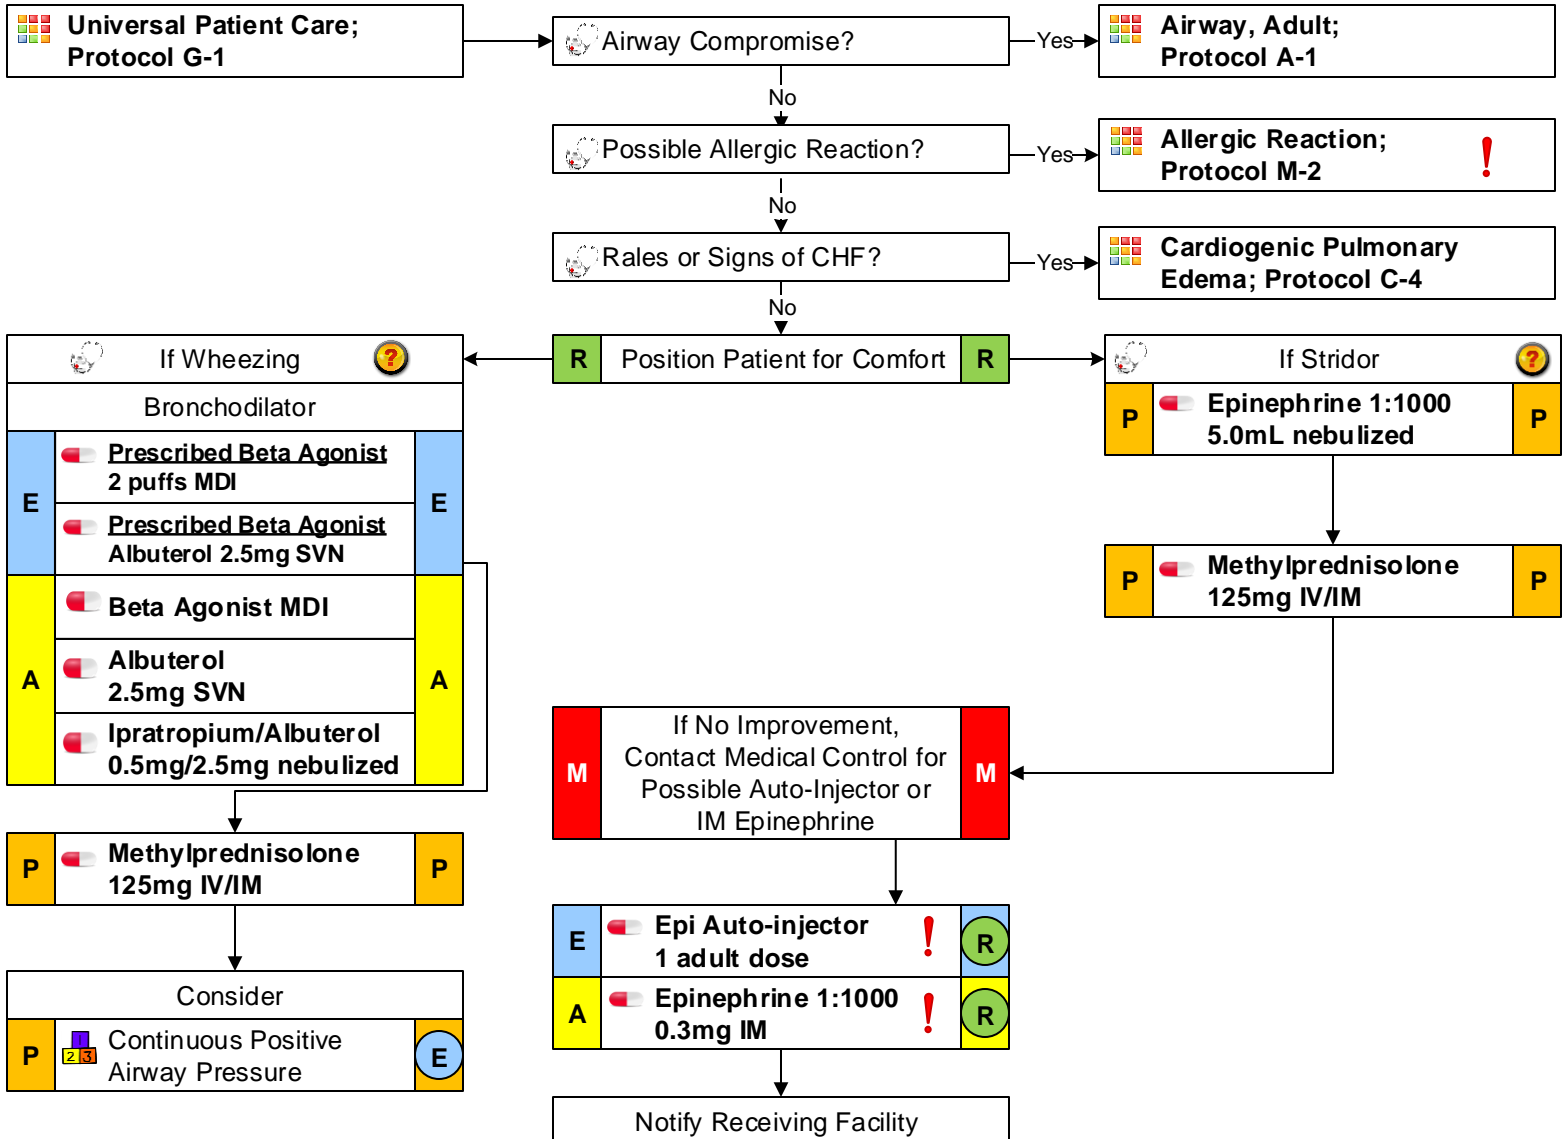 Universal Patient Care;
Protocol G-1
Airway Compromise?
Yes
Airway, Adult;
Protocol A-1
No
Possible Allergic Reaction?
Yes
Allergic Reaction;
Protocol M-2
!
No
Rales or Signs of CHF?
Yes
Cardiogenic Pulmonary
Edema; Protocol C-4
No
R
Position Patient for Comfort
R
If Wheezing
?
Bronchodilator
E
Prescribed Beta Agonist
2 puffs MDI
Prescribed Beta Agonist
Albuterol 2.5mg SVN
E
A
Beta Agonist MDI
Albuterol
2.5mg SVN
Ipratropium/Albuterol
0.5mg/2.5mg nebulized
A
P
Methylprednisolone
125mg IV/IM
P
Consider
P
1
2 3
Continuous Positive
Airway Pressure
E
If Stridor
?
P
Epinephrine 1:1000
5.0mL nebulized
P
P
Methylprednisolone
125mg IV/IM
P
M
If No Improvement,
Contact Medical Control for
Possible Auto-Injector or
IM Epinephrine
M
E
Epi Auto-injector
1 adult dose
!
R
A
Epinephrine 1:1000
0.3mg IM
!
R
Notify Receiving Facility